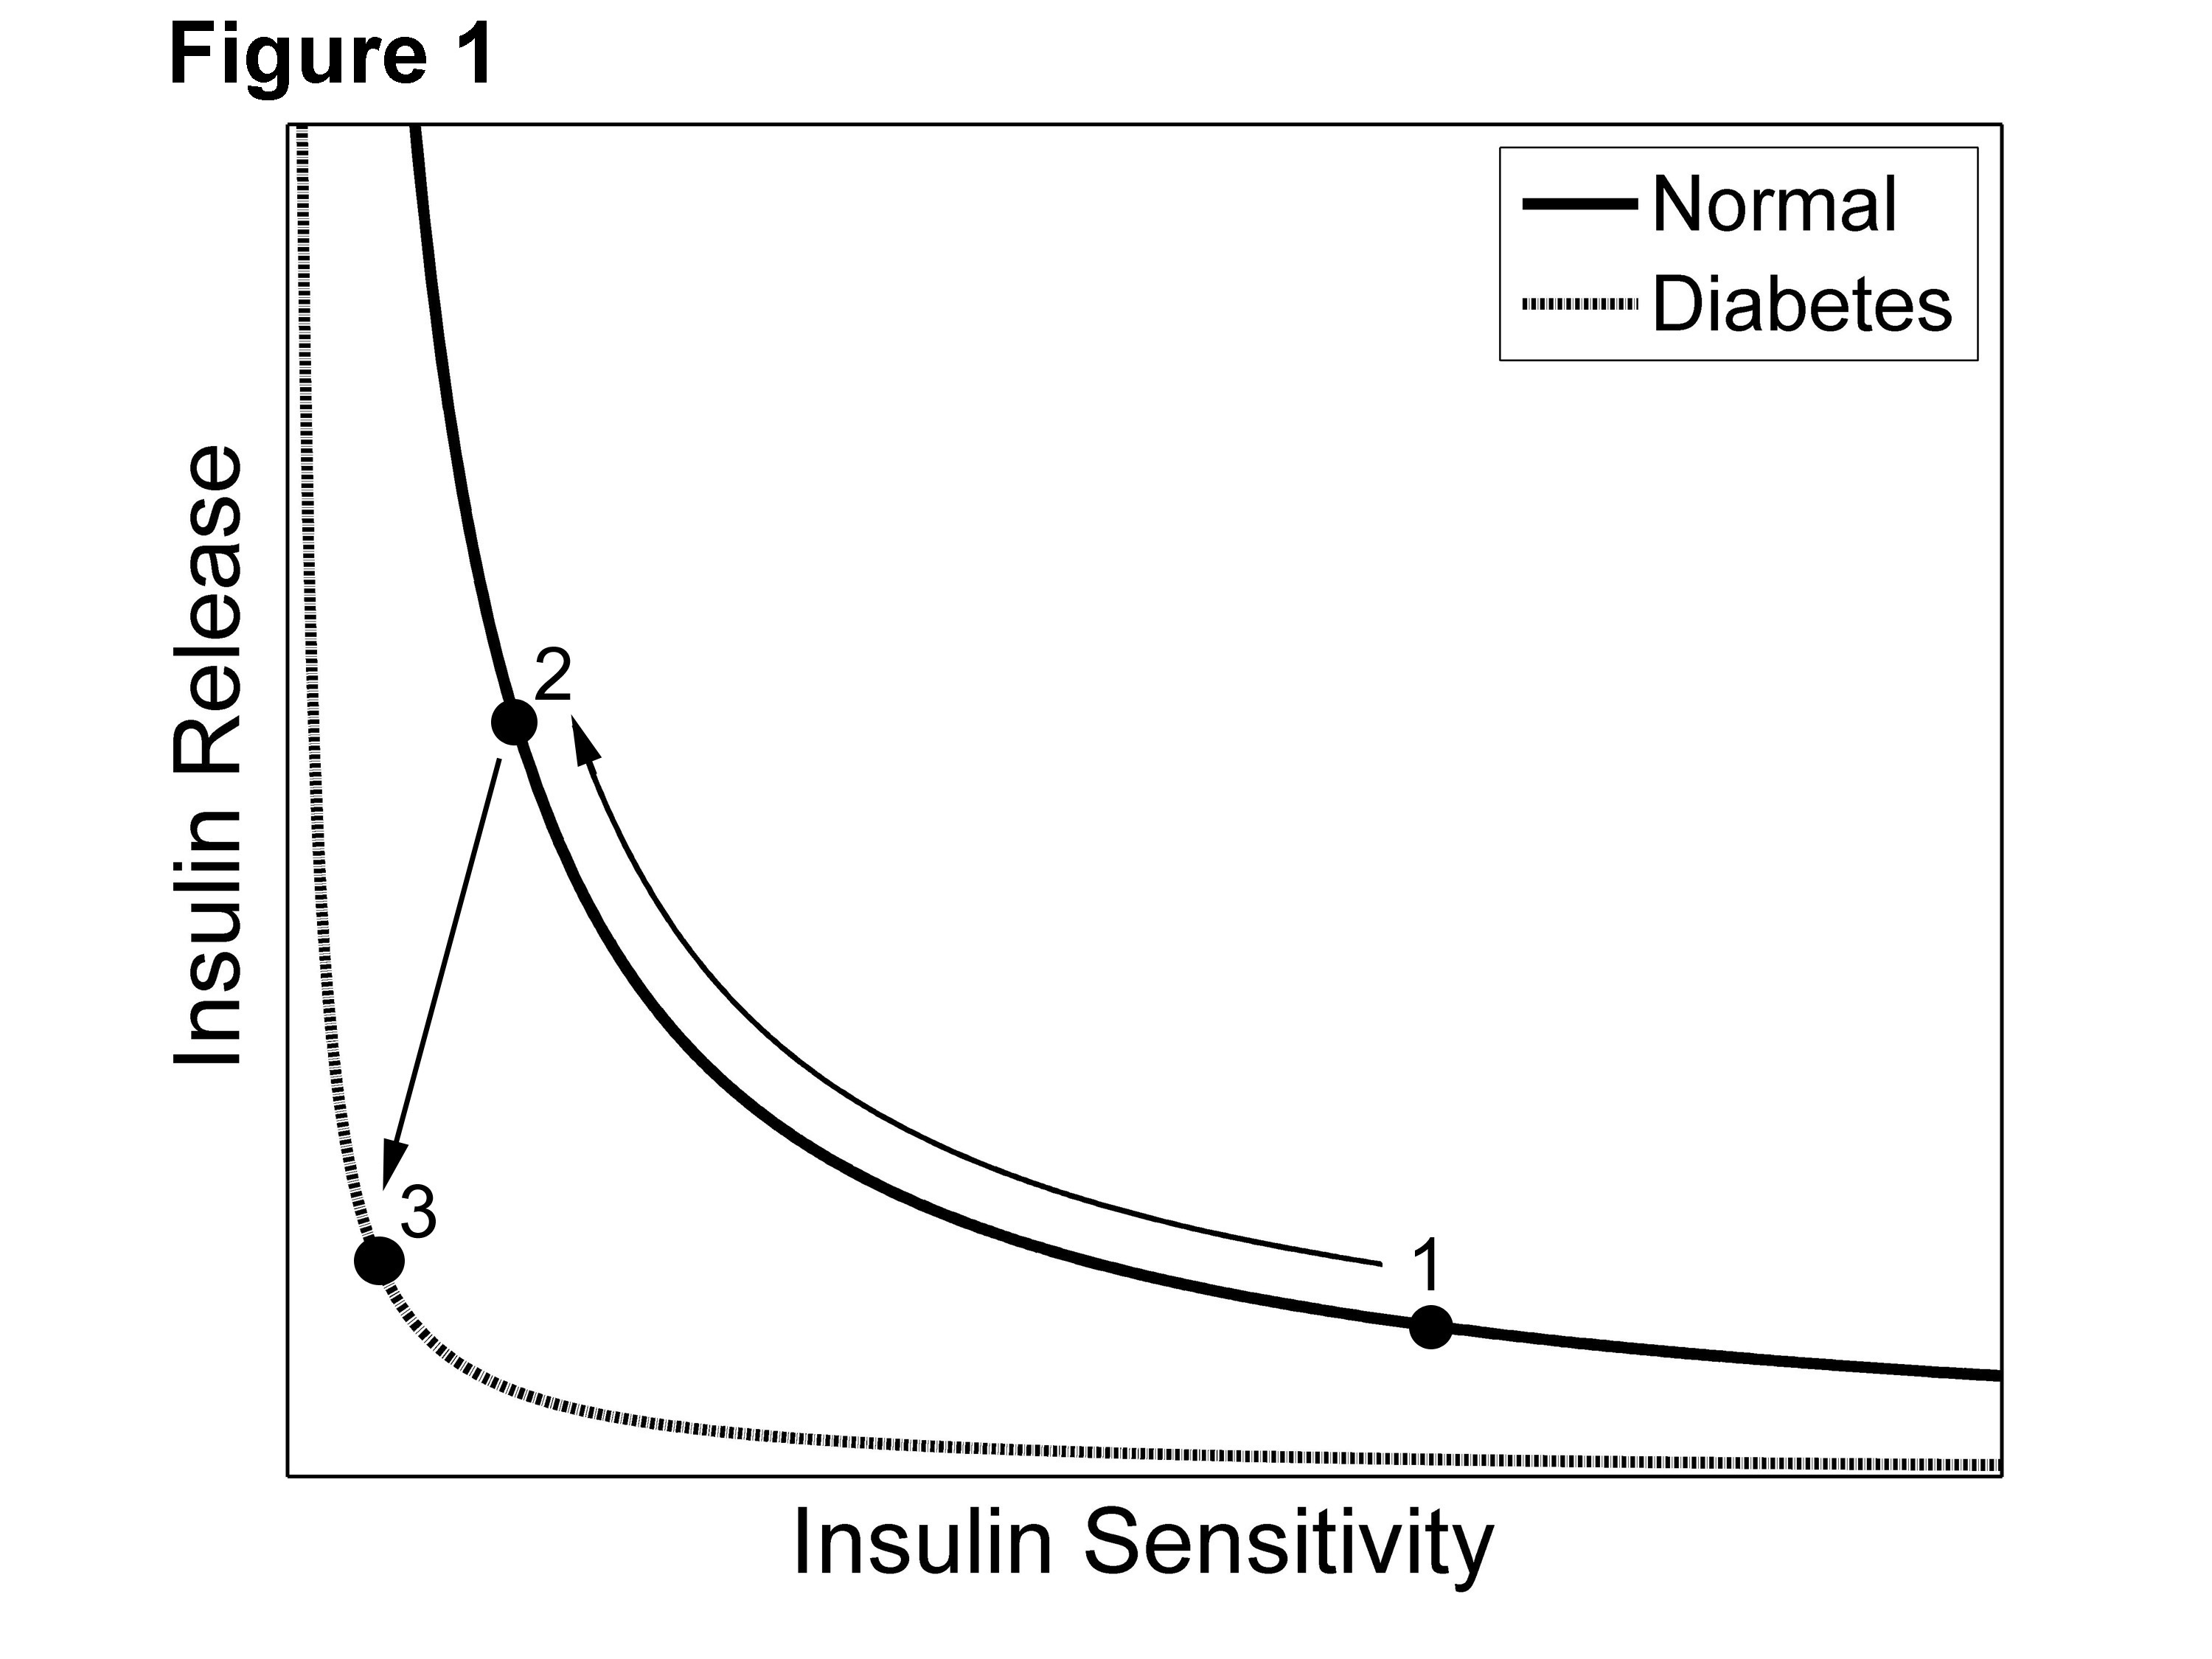 Figure 1
Normal
Diabetes
Insulin Release
2
3
1
Insulin Sensitivity